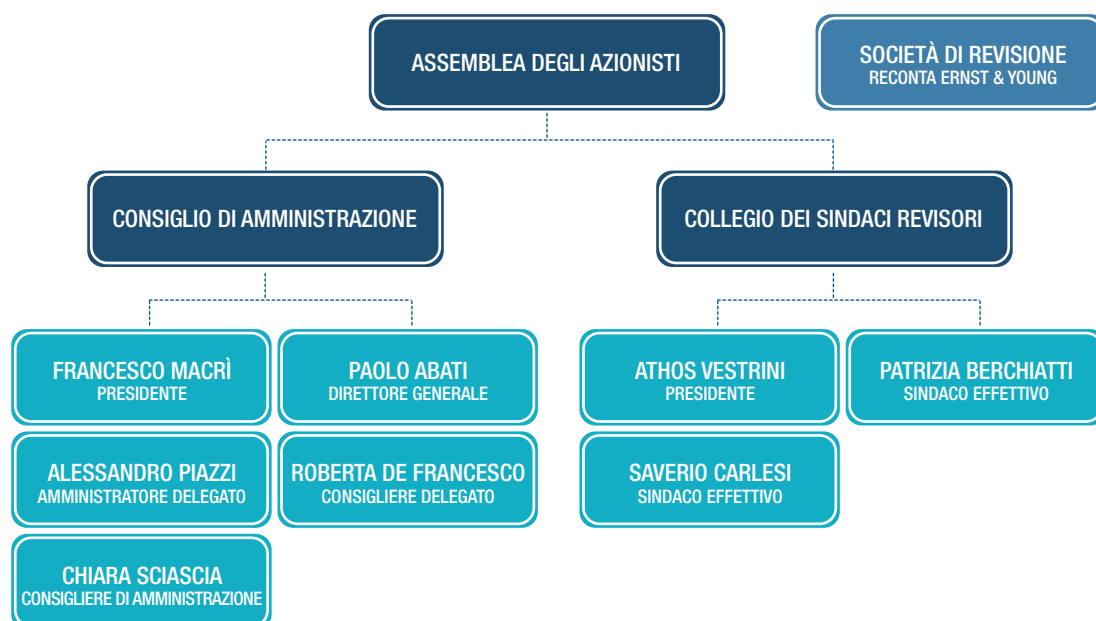 ASSEMBLEA DEGLI AZIONISTI
SOCIETÀ DI REVISIONE
RECONTA ERNST & YOUNG
CONSIGLIO DI AMMINISTRAZIONE
COLLEGIO DEI SINDACI REVISORI
FRANCESCO MACRÌ
PRESIDENTE
PAOLO ABATI
DIRETTORE GENERALE
ATHOS VESTRINI
PRESIDENTE
PATRIZIA BERCHIATTI
SINDACO EFFETTIVO
ALESSANDRO PIAZZI
AMMINISTRATORE DELEGATO
ROBERTA DE FRANCESCO
CONSIGLIERE DELEGATO
SAVERIO CARLESI
SINDACO EFFETTIVO
CHIARA SCIASCIA
CONSIGLIERE DI AMMINISTRAZIONE